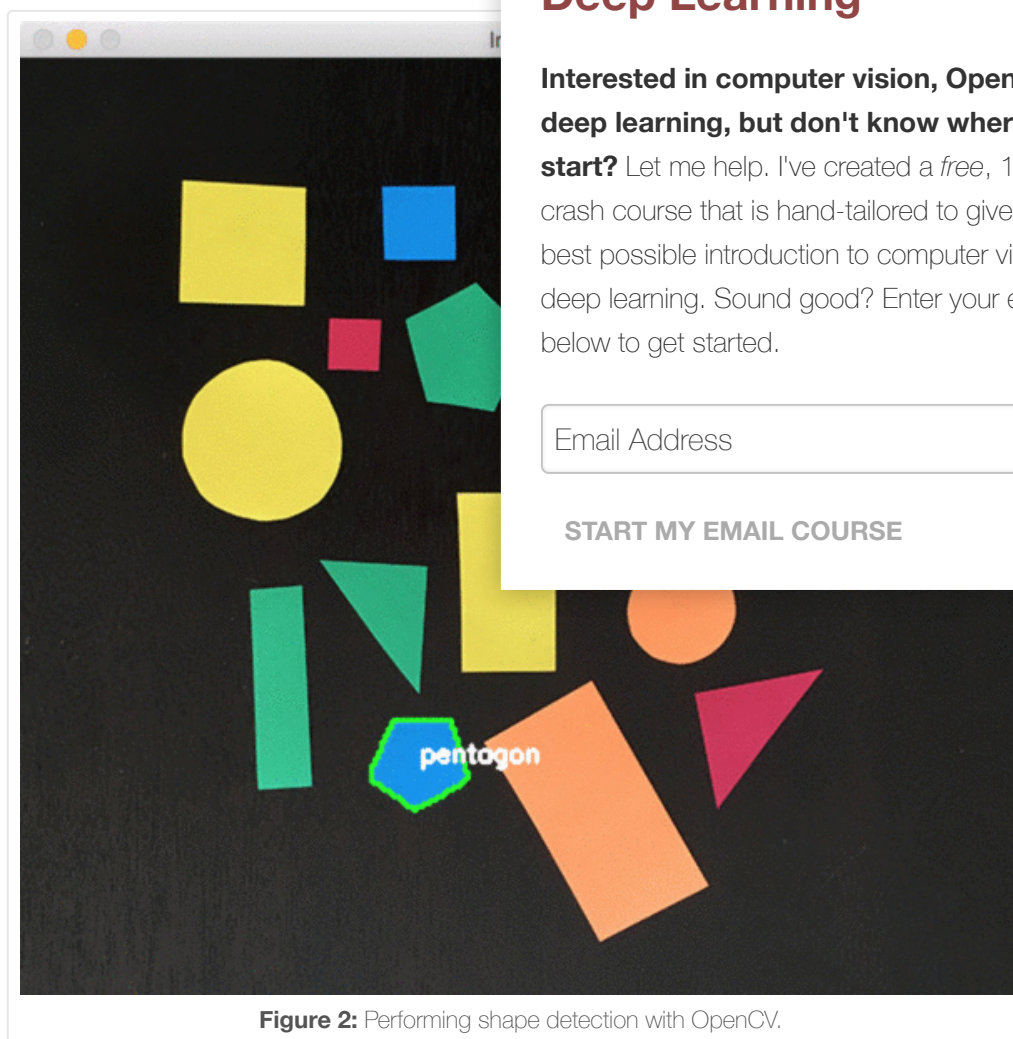 Deep Learning
Interested in computer vision, Open
deep learning, but don't know wher
start? Let me help. I've created a free, 1
crash course that is hand-tailored to give
best possible introduction to computer vi
deep learning. Sound good? Enter your e
below to get started.
Email Address
START MY EMAIL COURSE
pentagon
Figure 2: Performing shape detection with OpenCV.